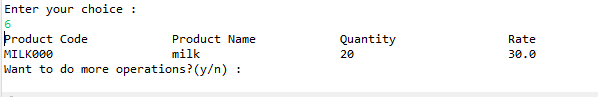 Enter your choice :
6
Product Code Product Name Quantity Rate
MILK000 milk 20 30.0
Want to do more operations?(y/n) :